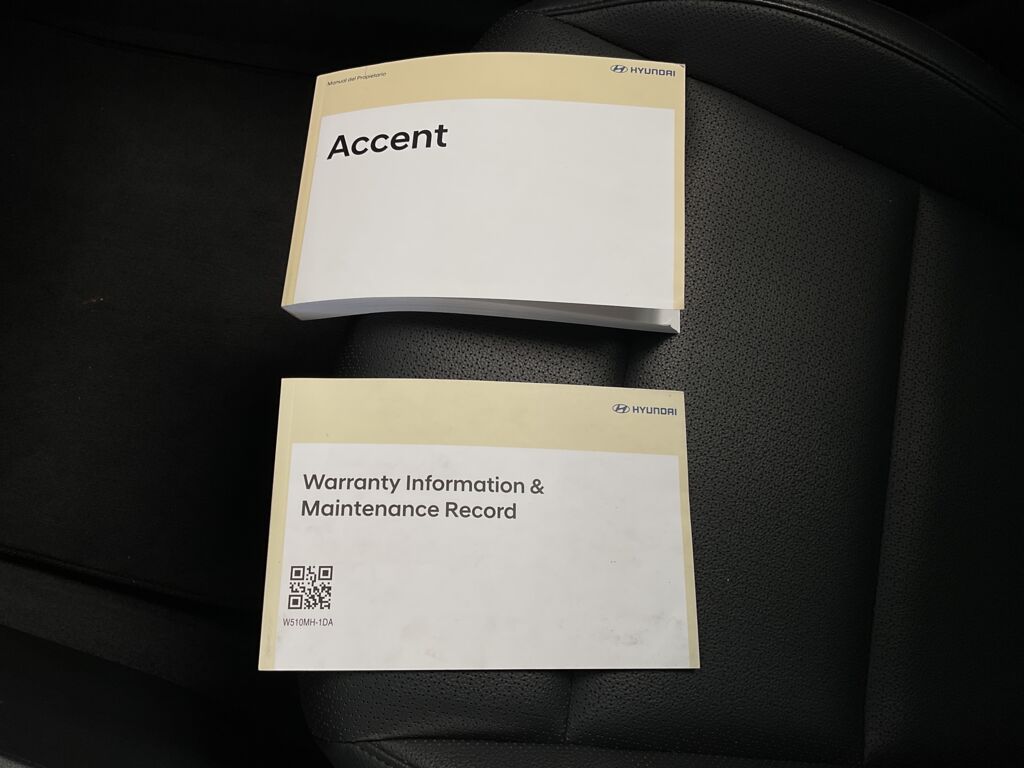 Manual del Propietario
HYUNDAI
Accent
HYUNDAI
Warranty Information &
Maintenance Record
W510MH-1DA